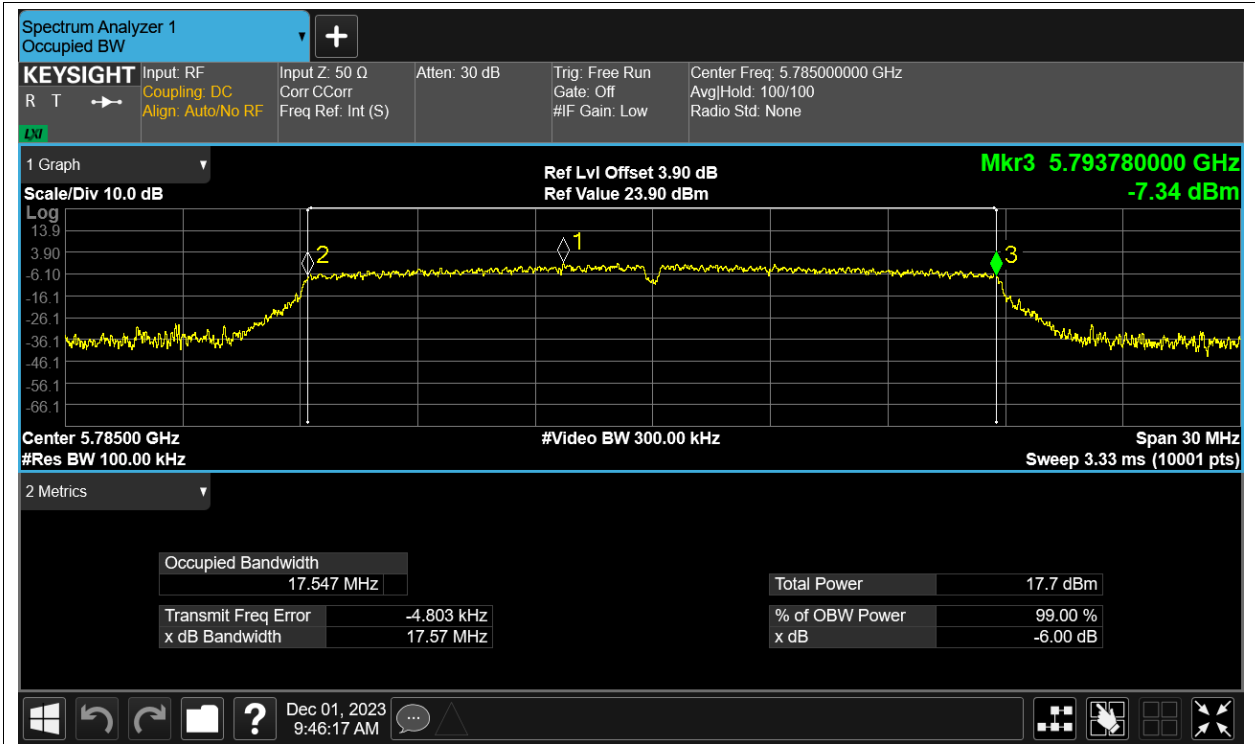 Spectrum Analyzer 1
Occupied BW
KEYSIGHT
R T
LXI
Input: RF
Coupling: DC
Align: Auto/No RF
Input Z: 50 Ω
Corr CCorr
Freq Ref: Int (S)
Atten: 30 dB
Trig: Free Run
Gate: Off
#IF Gain: Low
Center Freq: 5.785000000 GHz
Avg|Hold: 100/100
Radio Std: None
1 Graph
Scale/Div 10.0 dB
Ref Lvl Offset 3.90 dB
Ref Value 23.90 dBm
Mkr3 5.793780000 GHz
-7.34 dBm
Log
13.9
3.90
-6.10
-16.1
-26.1
-36.1
-46.1
-56.1
-66.1
2
1
3
Center 5.78500 GHz
#Res BW 100.00 kHz
#Video BW 300.00 kHz
Span 30 MHz
Sweep 3.33 ms (10001 pts)
2 Metrics
Occupied Bandwidth
17.547 MHz
Transmit Freq Error -4.803 kHz
x dB Bandwidth 17.57 MHz
Total Power 17.7 dBm
% of OBW Power 99.00 %
x dB -6.00 dB
?
Dec 01, 2023
9:46:17 AM